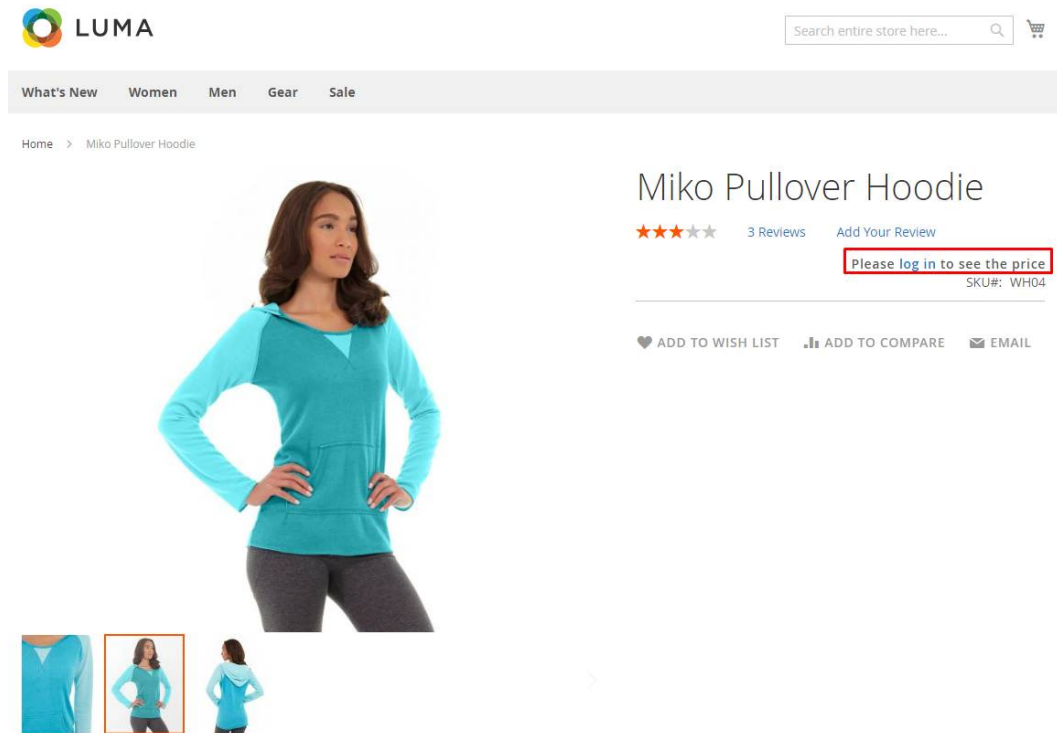 LUMA
Search entire store here...
What's New Women Men Gear Sale
Home > Miko Pullover Hoodie
Miko Pullover Hoodie
3 Reviews Add Your Review
Please log in to see the price
SKU#: WH04
ADD TO WISH LIST ADD TO COMPARE EMAIL